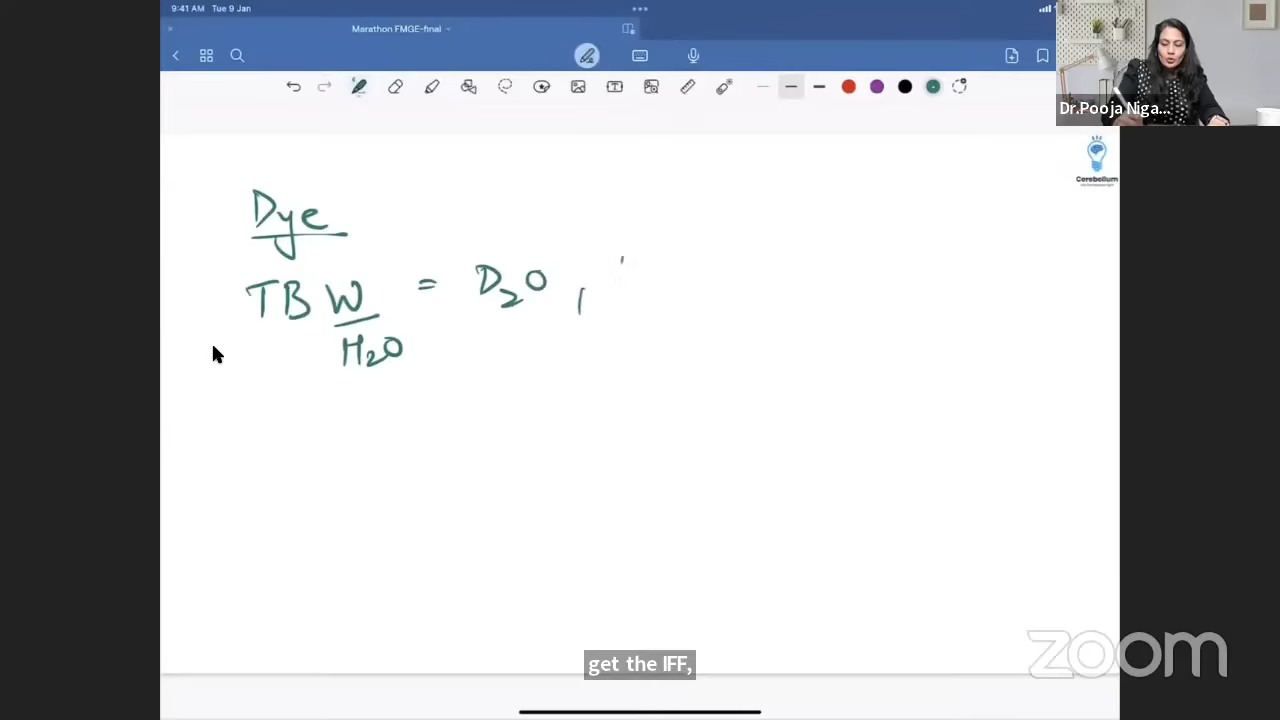 9:41 AM Tue 9 Jan
Marathon FMGE-final
Dr.Pooja Niga...
Cerebellum
Dye
TBW = D2O,
H2O
get the IFF,
zoom